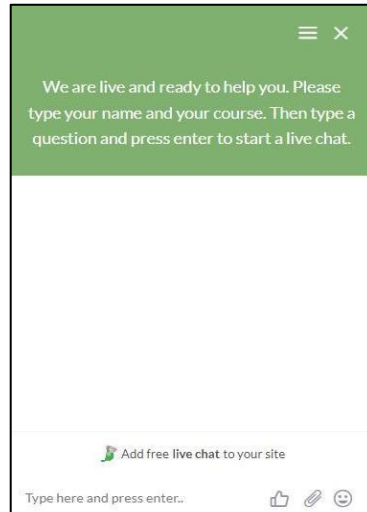 We are live and ready to help you. Please
type your name and your course. Then type a
question and press enter to start a live chat.
Add free live chat to your site
Type here and press enter..